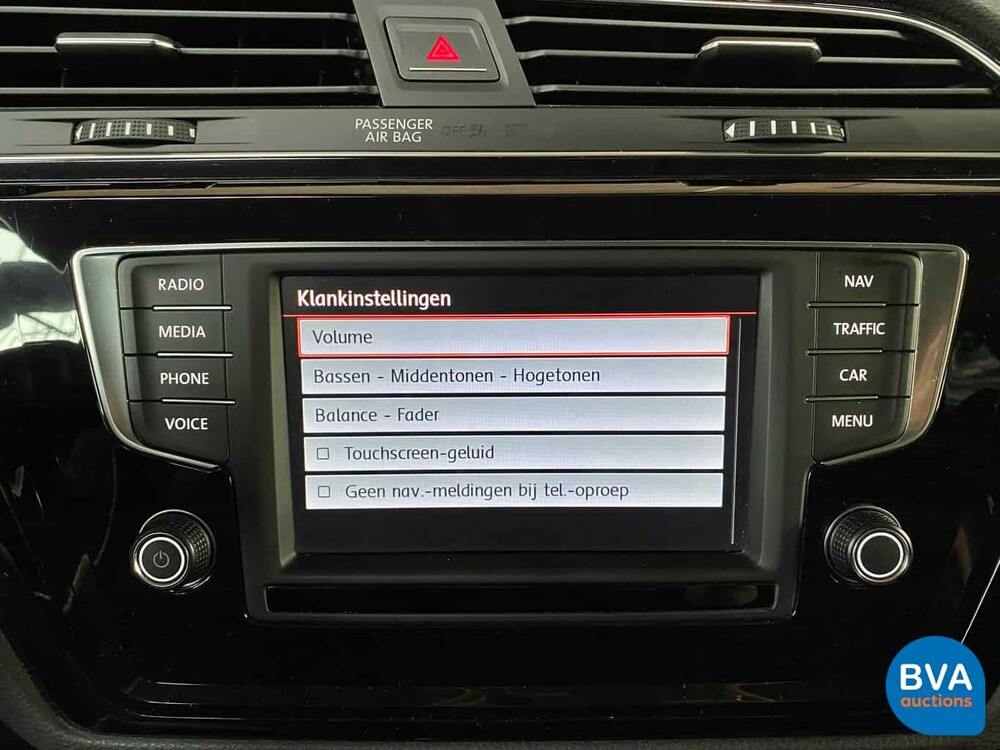 PASSENGER OFF
AIR BAG
RADIO
MEDIA
PHONE
VOICE
Klankinstellingen
Volume
Bassen - Middentonen - Hogetonen
Balance - Fader
Touchscreen-geluid
Geen nav.-meldingen bij tel.-oproep
NAV
TRAFFIC
CAR
MENU
BVA
auctions